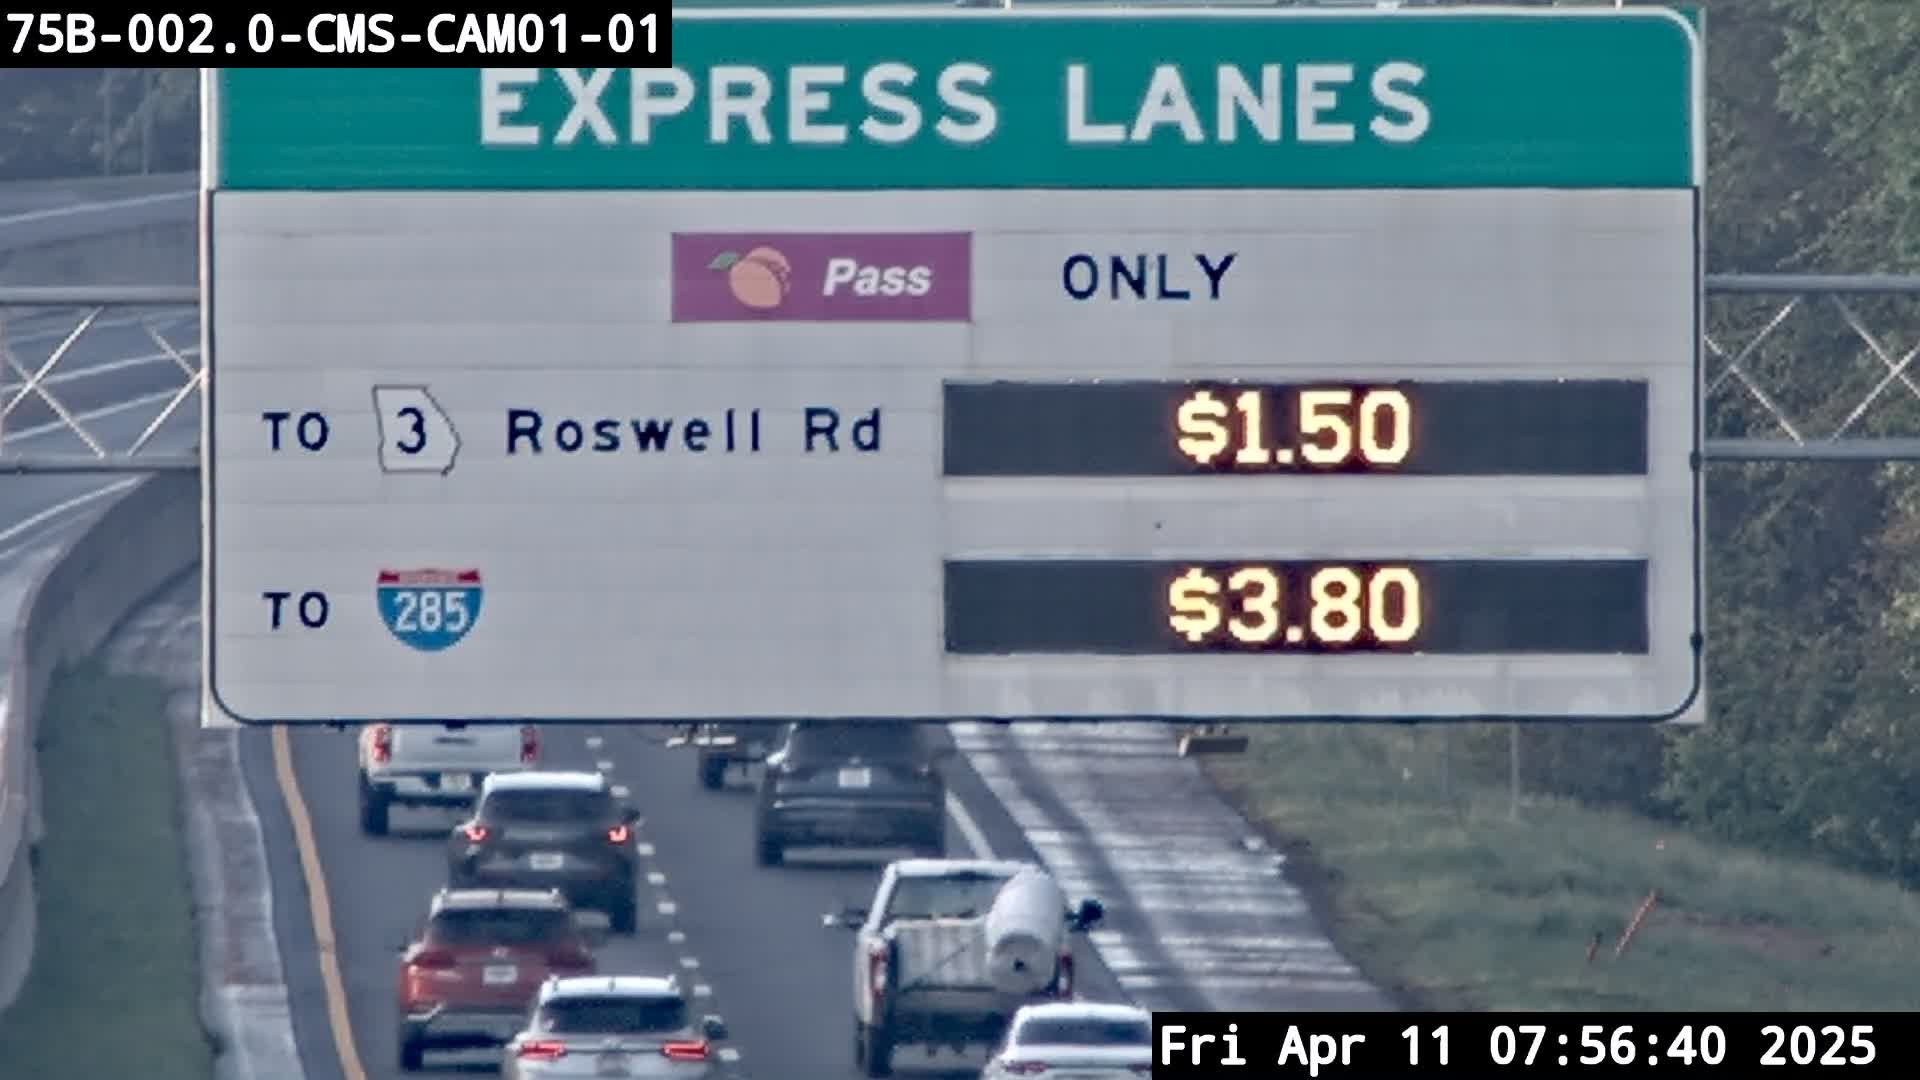 75B-002.0-CMS-CAM01-01
EXPRESS LANES
Pass ONLY
TO 3 Roswell Rd $1.50
TO 285 $3.80
Fri Apr 11 07:56:40 2025